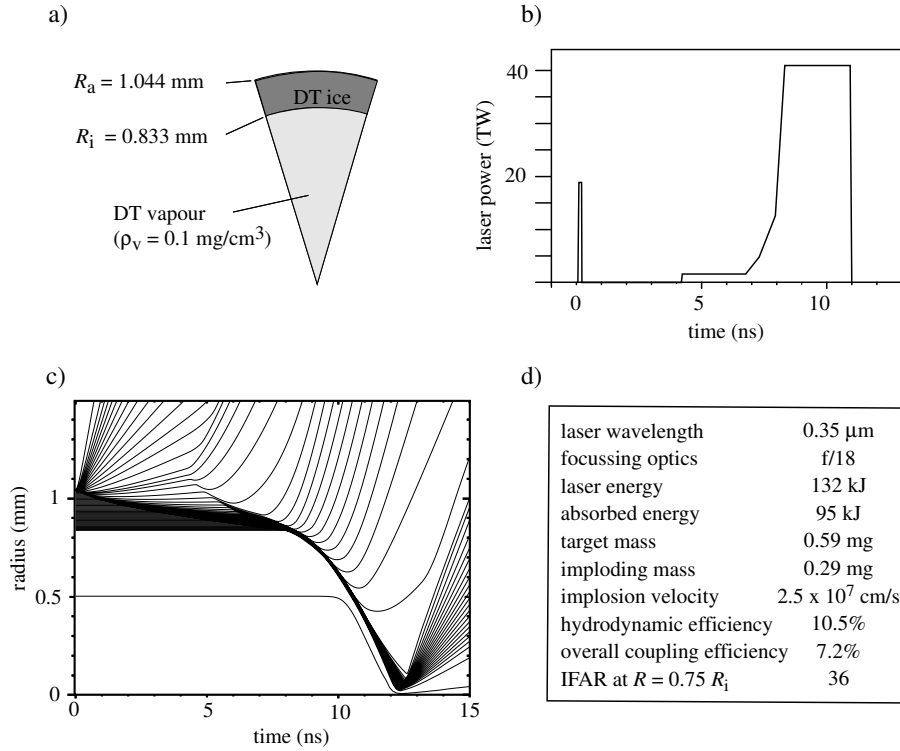 a)
R_a = 1.044 mm
DT ice
R_i = 0.833 mm
DT vapour
(ρ_v = 0.1 mg/cm³)
b)
40
20
laser power (TW)
0
5
10
time (ns)
c)
1
0.5
0
radius (mm)
0
5
10
15
time (ns)
d)
laser wavelength 0.35 µm
focussing optics f/18
laser energy 132 kJ
absorbed energy 95 kJ
target mass 0.59 mg
imploding mass 0.29 mg
implosion velocity 2.5 x 10⁷ cm/s
hydrodynamic efficiency 10.5%
overall coupling efficiency 7.2%
IFAR at R = 0.75 R_i 36